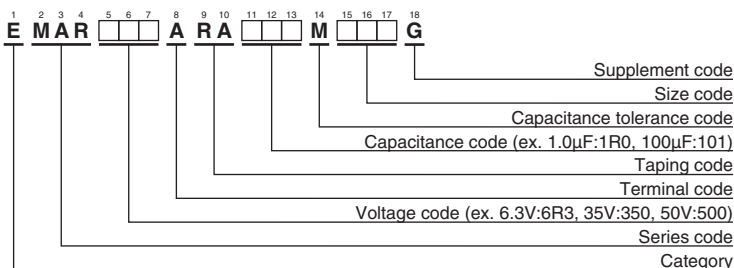 1 2 3 4 5 6 7 8 9 10 11 12 13 14 15 16 17 18
E MAR □□□ A RA □□□ M □□□ G
Supplement code
Size code
Capacitance tolerance code
Capacitance code (ex. 1.0μF:1R0, 100μF:101)
Taping code
Terminal code
Voltage code (ex. 6.3V:6R3, 35V:350, 50V:500)
Series code
Category